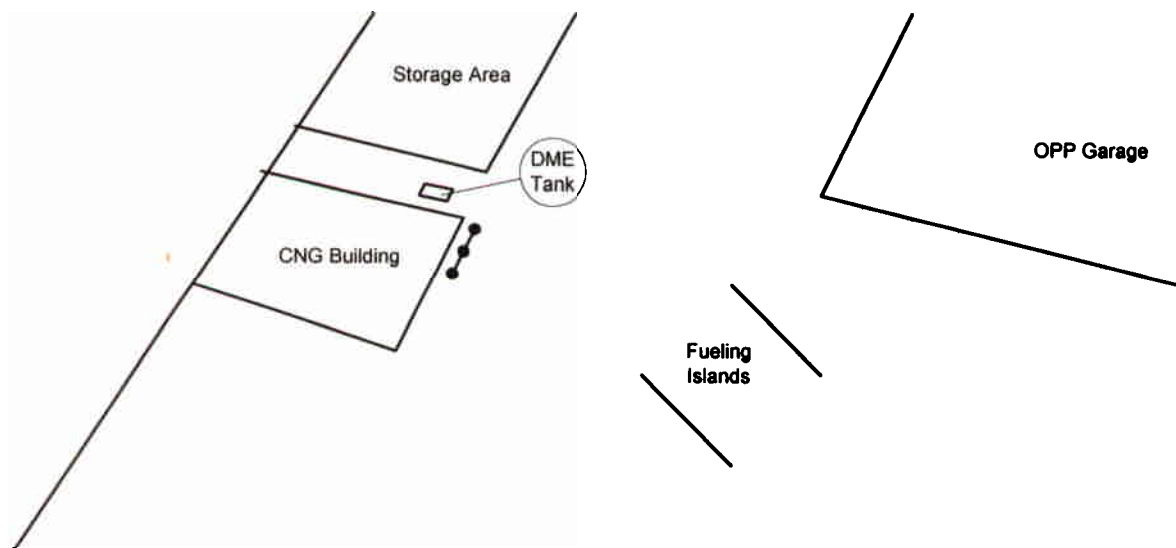 Storage Area
DME
Tank
OPP Garage
CNG Building
Fueling
Islands